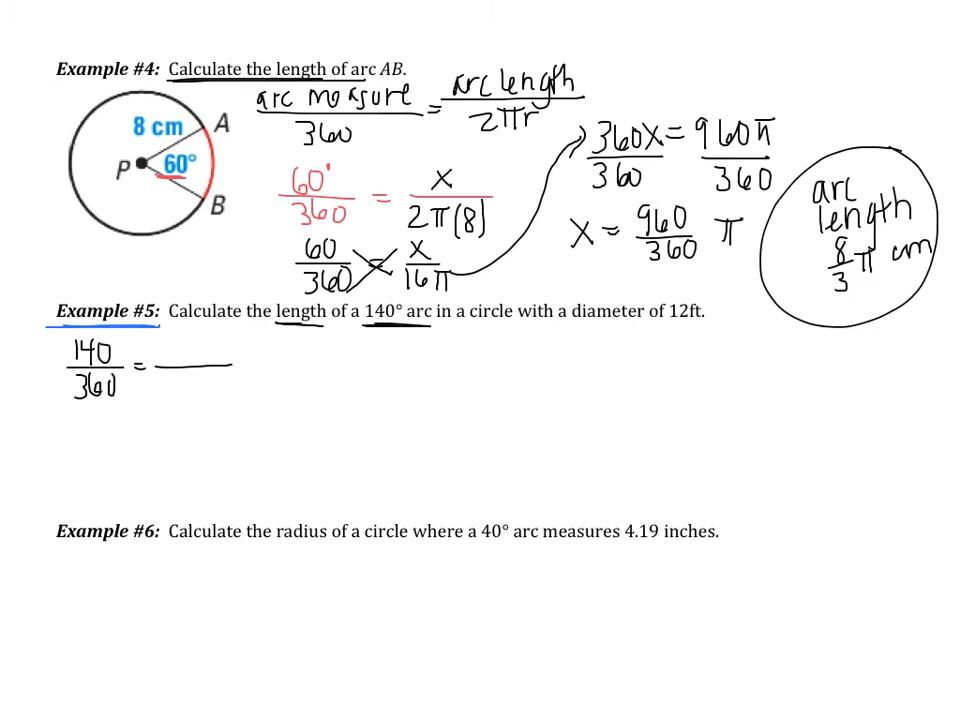 Example #4: Calculate the length of arc AB.
8 cm
A
P
60°
B
arc measure
360
=
arc length
2πr
60°
360
=
x
2π(8)
60
360
=
x
16π
360x = 960π
360 360
x = 960
360
π
arc
length
8
3
π cm
Example #5: Calculate the length of a 140° arc in a circle with a diameter of 12ft.
140
360
=
Example #6: Calculate the radius of a circle where a 40° arc measures 4.19 inches.